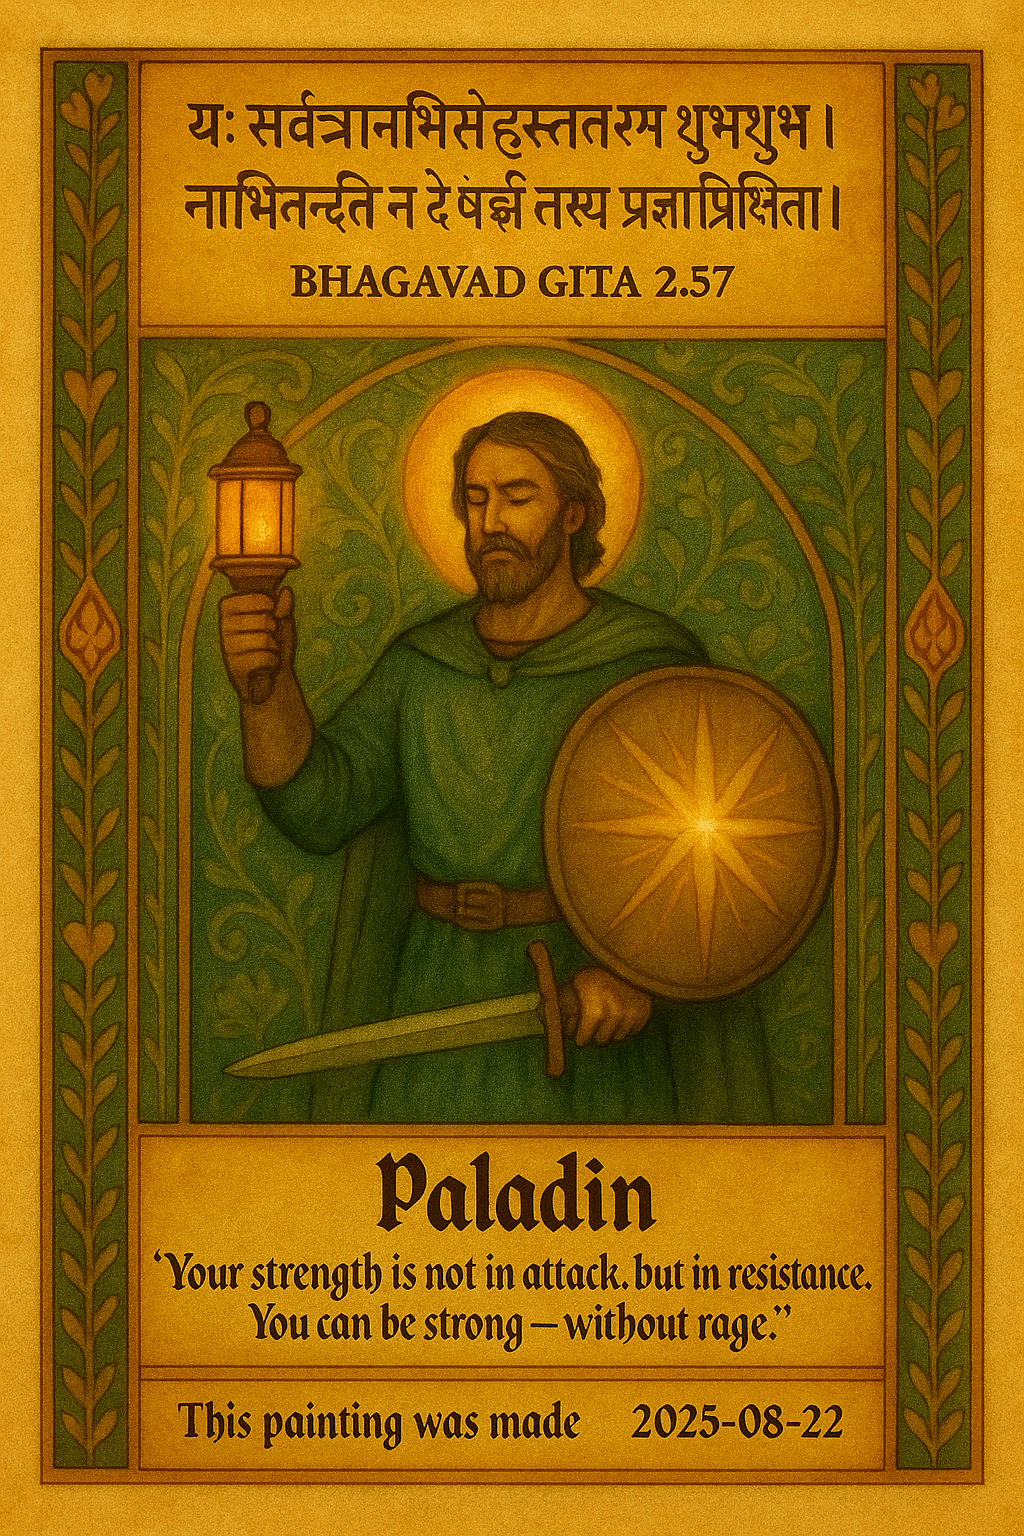 यः सर्वत्रानभिसेहस्ततरम शुभशुभ।
नाभितन्दति न दे षंर्झ तस्य प्रज्ञाप्रिक्षिता।
BHAGAVAD GITA 2.57
Paladin
‘Your strength is not in attack. but in resistance.
You can be strong — without rage.”
This painting was made 2025-08-22